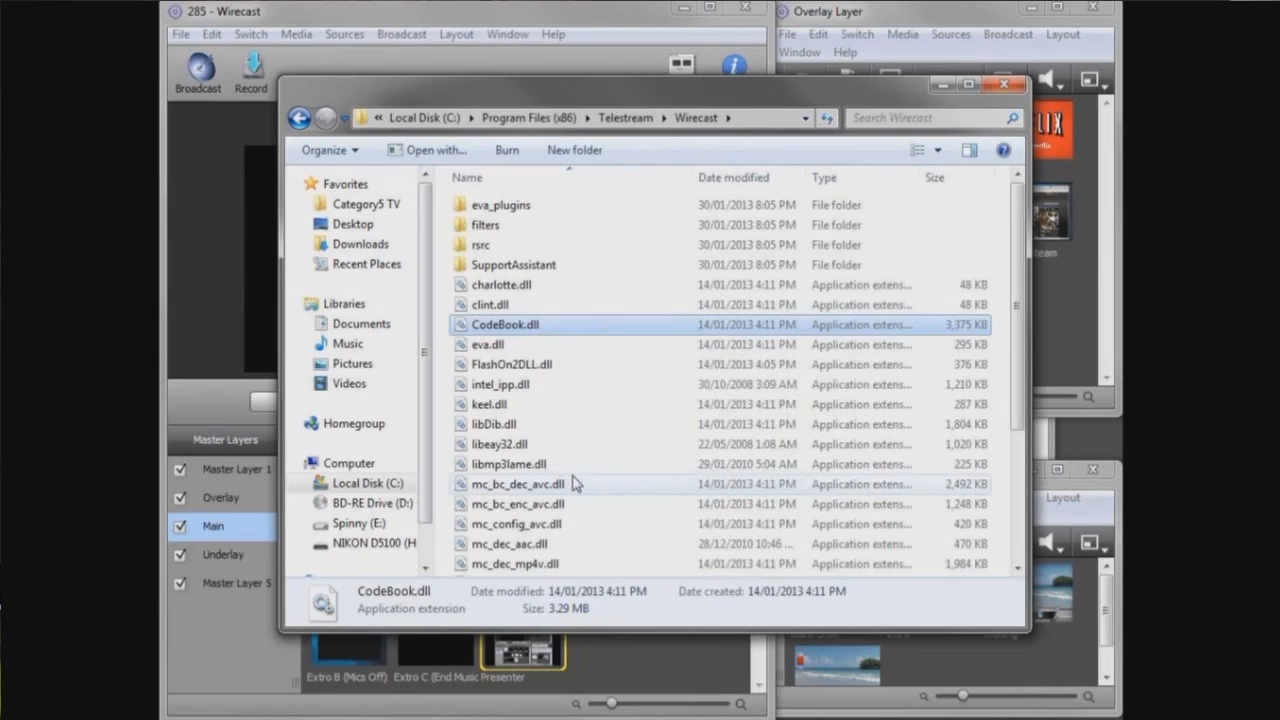 285 - Wirecast
File Edit Switch Media Sources Broadcast Layout Window Help
Broadcast Record
Overlay Layer
File Edit Switch Media Sources Broadcast Layout
Window Help
« Local Disk (C:) Program Files (x86) Telestream Wirecast
Search Wirecast
Organize Open with... Burn New folder
Favorites
Category5 TV
Desktop
Downloads
Recent Places
Libraries
Documents
Music
Pictures
Videos
Homegroup
Computer
Local Disk (C:)
BD-RE Drive (D:)
Spinny (E:)
NIKON D5100 (H
Name Date modified Type Size
eva_plugins 30/01/2013 8:05 PM File folder
filters 30/01/2013 8:05 PM File folder
rsrc 30/01/2013 8:05 PM File folder
SupportAssistant 30/01/2013 8:05 PM File folder
charlotte.dll 14/01/2013 4:11 PM Application extens... 48 KB
clint.dll 14/01/2013 4:11 PM Application extens... 48 KB
CodeBook.dll 14/01/2013 4:11 PM Application extens... 3,375 KB
eva.dll 14/01/2013 4:11 PM Application extens... 295 KB
FlashOn2DLL.dll 14/01/2013 4:05 PM Application extens... 376 KB
intel_ipp.dll 30/10/2008 3:09 AM Application extens... 1,210 KB
keel.dll 14/01/2013 4:11 PM Application extens... 287 KB
libDib.dll 14/01/2013 4:11 PM Application extens... 1,804 KB
libeay32.dll 22/05/2008 1:08 AM Application extens... 1,020 KB
libmp3lame.dll 29/01/2010 5:04 AM Application extens... 225 KB
mc_bc_dec_avc.dll 14/01/2013 4:11 PM Application extens... 2,492 KB
mc_bc_enc_avc.dll 14/01/2013 4:11 PM Application extens... 1,248 KB
mc_config_avc.dll 14/01/2013 4:11 PM Application extens... 420 KB
mc_dec_aac.dll 28/12/2010 10:46 ... Application extens... 470 KB
mc_dec_mp4v.dll 14/01/2013 4:11 PM Application extens... 1,984 KB
CodeBook.dll Date modified: 14/01/2013 4:11 PM Date created: 14/01/2013 4:11 PM
Application extension Size: 3.29 MB
Master Layers
Master Layer 1
Overlay
Main
Underlay
Master Layer 5
Extro B (Mics Off) Extro C (End Music Presenter
LIX
team
Layout